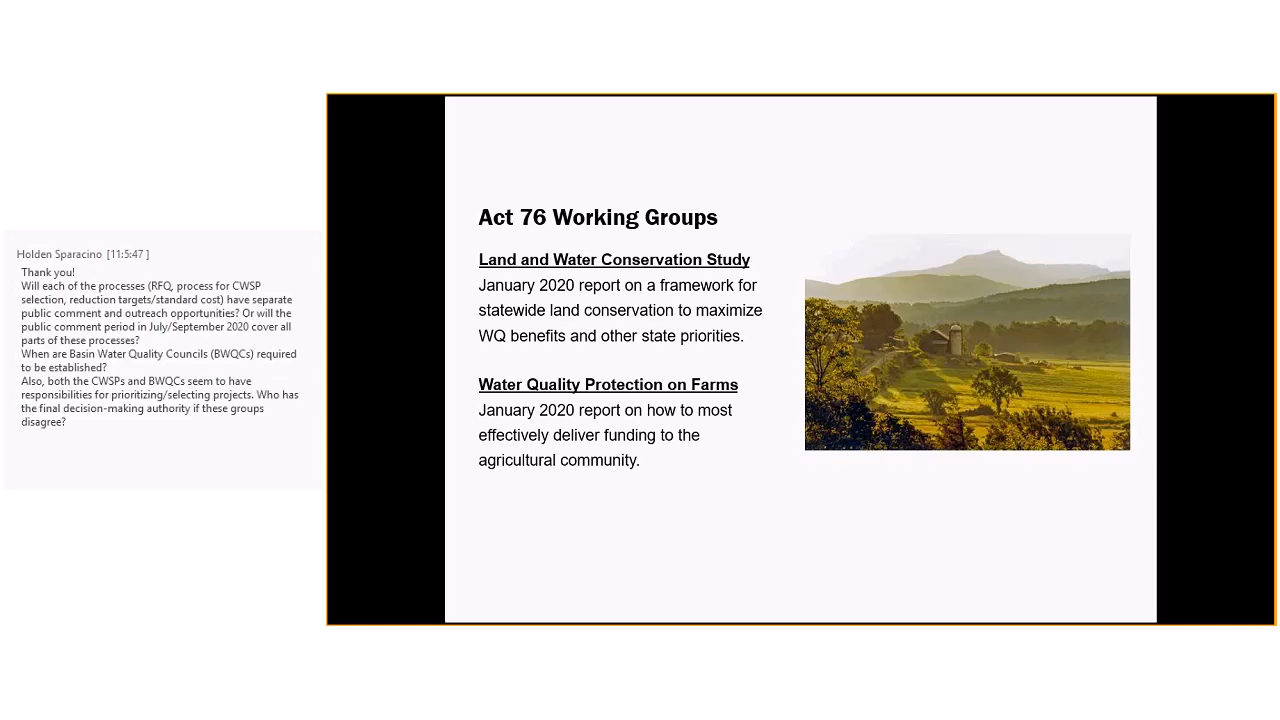 Holden Sparacino [11:5:47 ]
Thank you!
Will each of the processes (RFQ, process for CWSP
selection, reduction targets/standard cost) have separate
public comment and outreach opportunities? Or will the
public comment period in July/September 2020 cover all
parts of these processes?
When are Basin Water Quality Councils (BWQCs) required
to be established?
Also, both the CWSPs and BWQCs seem to have
responsibilities for prioritizing/selecting projects. Who has
the final decision-making authority if these groups
disagree?
Act 76 Working Groups
Land and Water Conservation Study
January 2020 report on a framework for
statewide land conservation to maximize
WQ benefits and other state priorities.
Water Quality Protection on Farms
January 2020 report on how to most
effectively deliver funding to the
agricultural community.